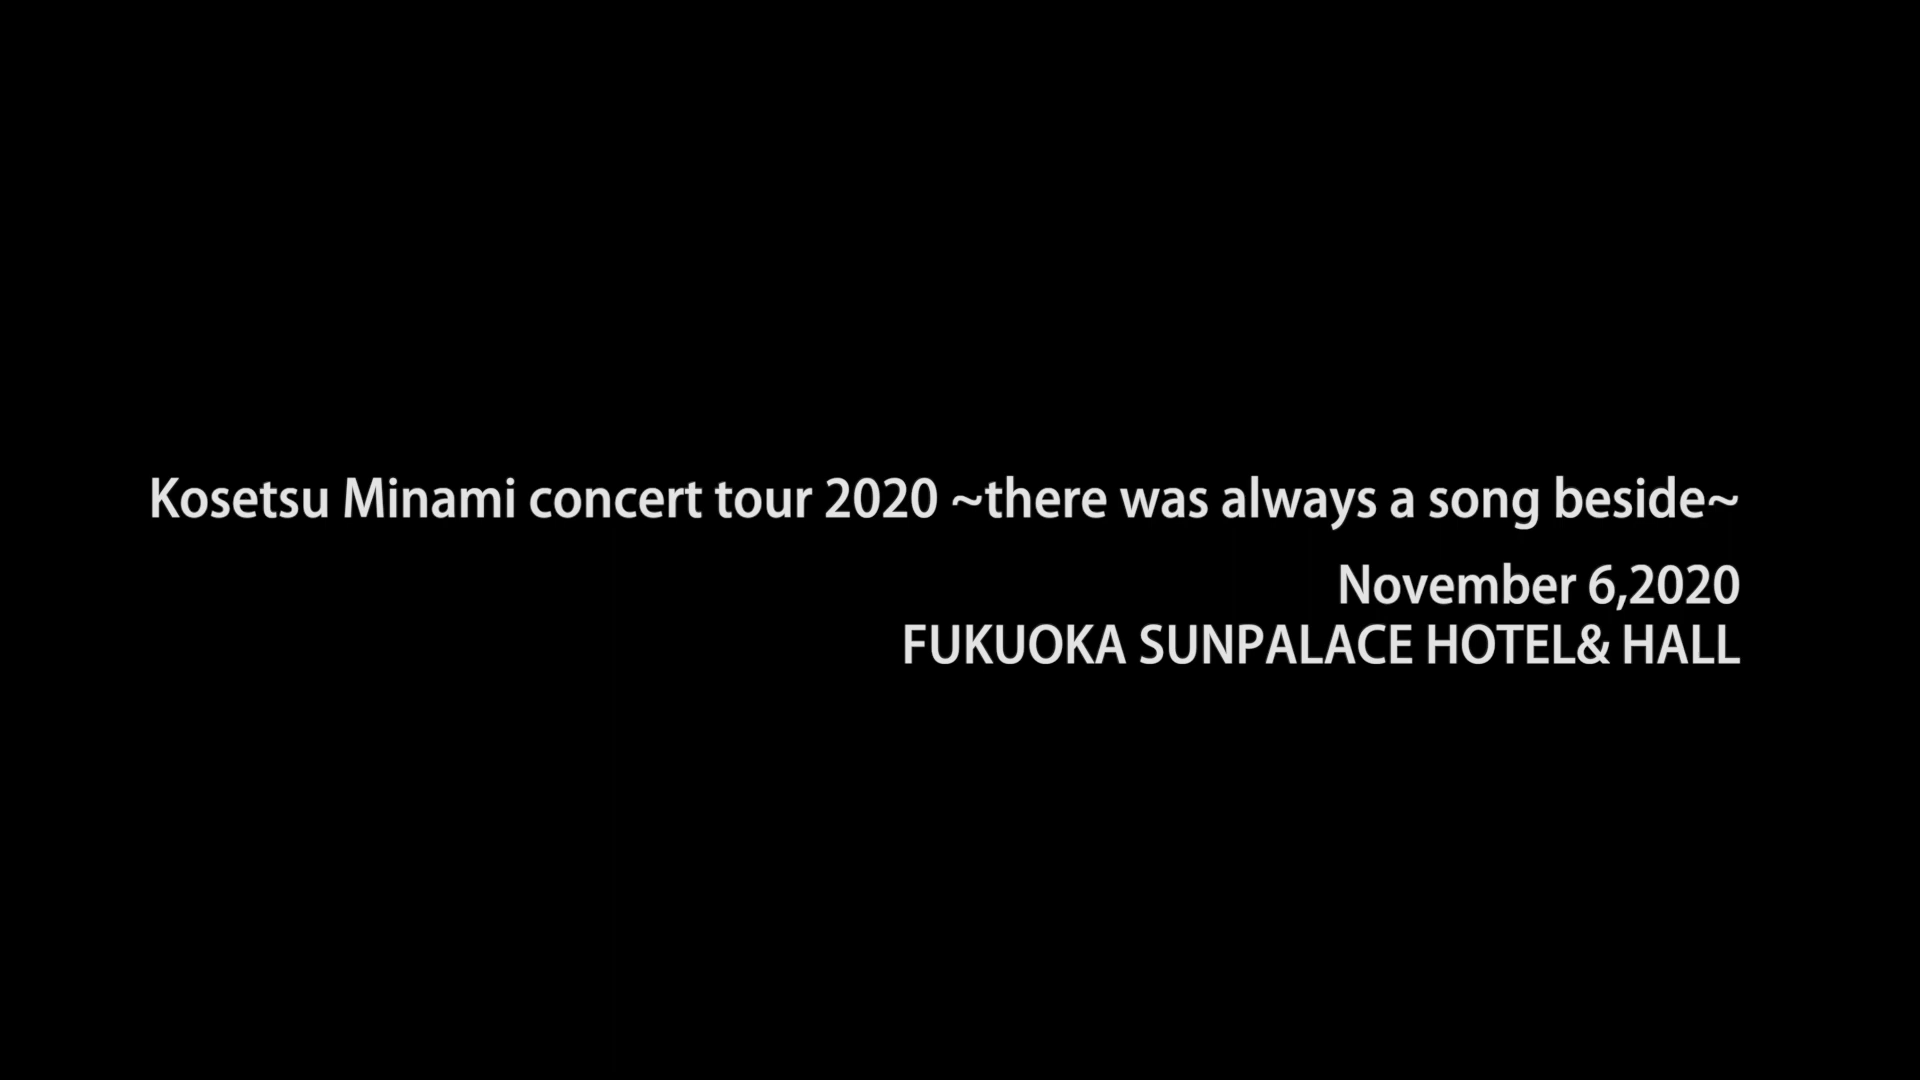 Kosetsu Minami concert tour 2020 ~there was always a song beside~
November 6,2020
FUKUOKA SUNPALACE HOTEL& HALL